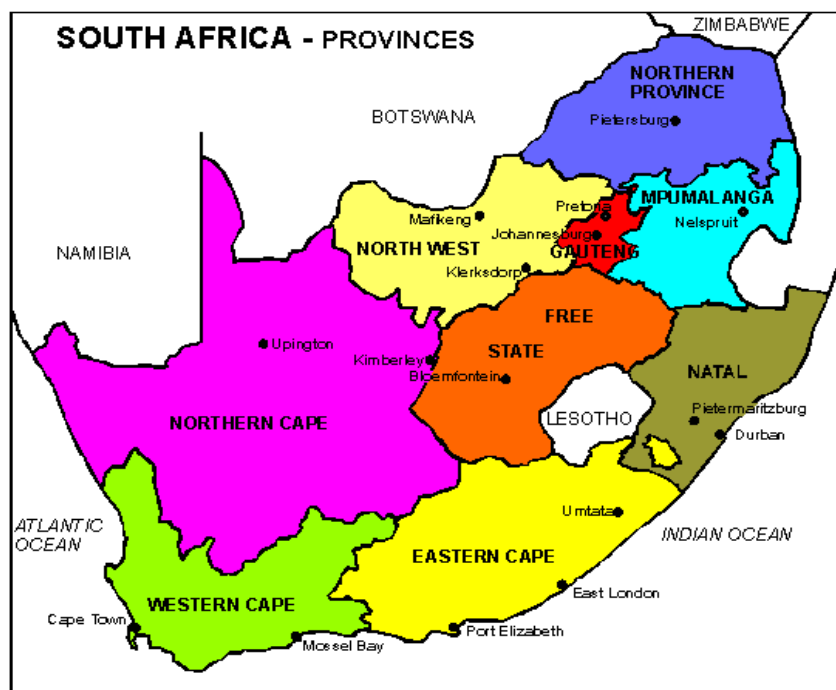 SOUTH AFRICA - PROVINCES
ZIMBABWE
NORTHERN
PROVINCE
BOTSWANA
Pietersburg
MPUMALANGA
Pretoria
Mafikeng
Nelspruit
Johannesburg
NORTH WEST
GAUTENG
NAMIBIA
Klerksdorp
FREE
STATE
Upington
Kimberley
Bloemfontein
NATAL
LESOTHO
Pietermaritzburg
NORTHERN CAPE
Durban
Umtata
ATLANTIC
OCEAN
INDIAN OCEAN
EASTERN CAPE
East London
WESTERN CAPE
Cape Town
Port Elizabeth
Mossel Bay